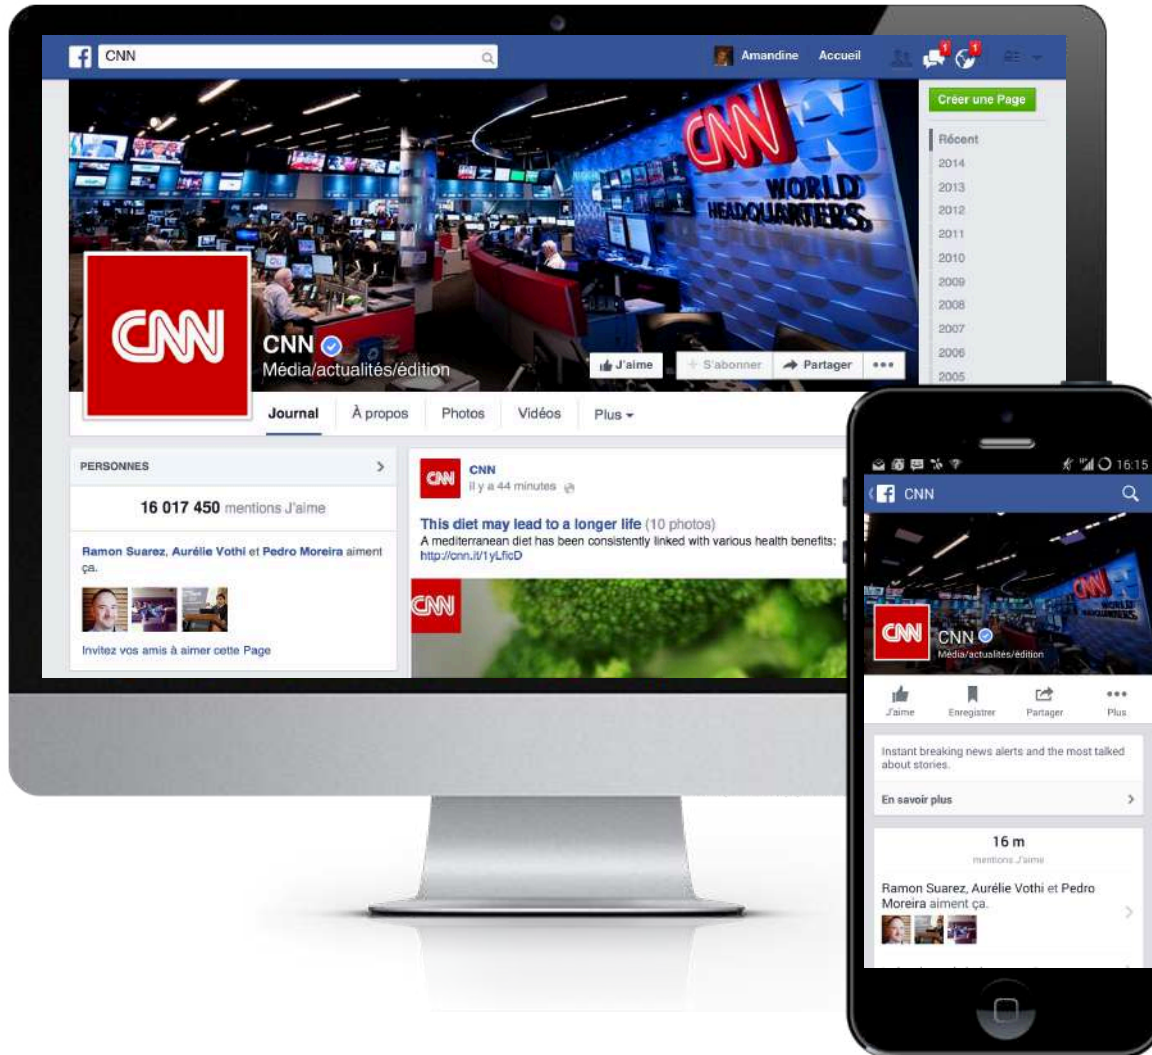 CNN
Amandine Accueil
1 1
Créer une Page
Récent
2014
2013
2012
2011
2010
2009
2008
2007
2006
2005
CNN
WORLD
HEADQUARTERS
CNN
CNN
Média/actualités/édition
J'aime
+ S'abonner
Partager
Journal À propos Photos Vidéos Plus
PERSONNES
16 017 450 mentions J'aime
Ramon Suarez, Aurélie Vothi et Pedro Moreira aiment
ça.
Invitez vos amis à aimer cette Page
CNN
CNN
il y a 44 minutes
This diet may lead to a longer life (10 photos)
A mediterranean diet has been consistently linked with various health benefits:
http://cnn.it/1yLficD
CNN
16:15
CNN
CNN
WORLD
HEADQUARTERS
CNN
CNN
Média/actualités/édition
J'aime Enregistrer Partager Plus
Instant breaking news alerts and the most talked
about stories.
En savoir plus
16 m
mentions J'aime
Ramon Suarez, Aurélie Vothi et Pedro
Moreira aiment ça.